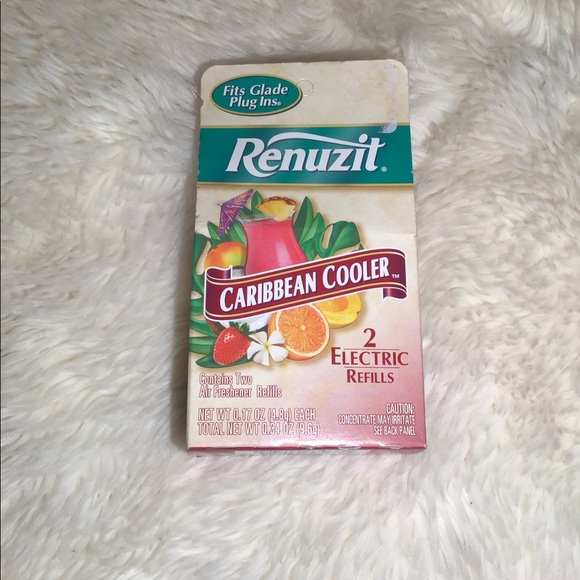 Fits Glade
Plug Ins®
Renuzit®
CARIBBEAN COOLER™
2
ELECTRIC
REFILLS
Contains Two
Air Freshener Refills
NET WT 0.17 OZ (4.8g) EACH
TOTAL NET WT 0.34 OZ (9.6g)
CAUTION:
CONCENTRATE MAY IRRITATE
SEE BACK PANEL